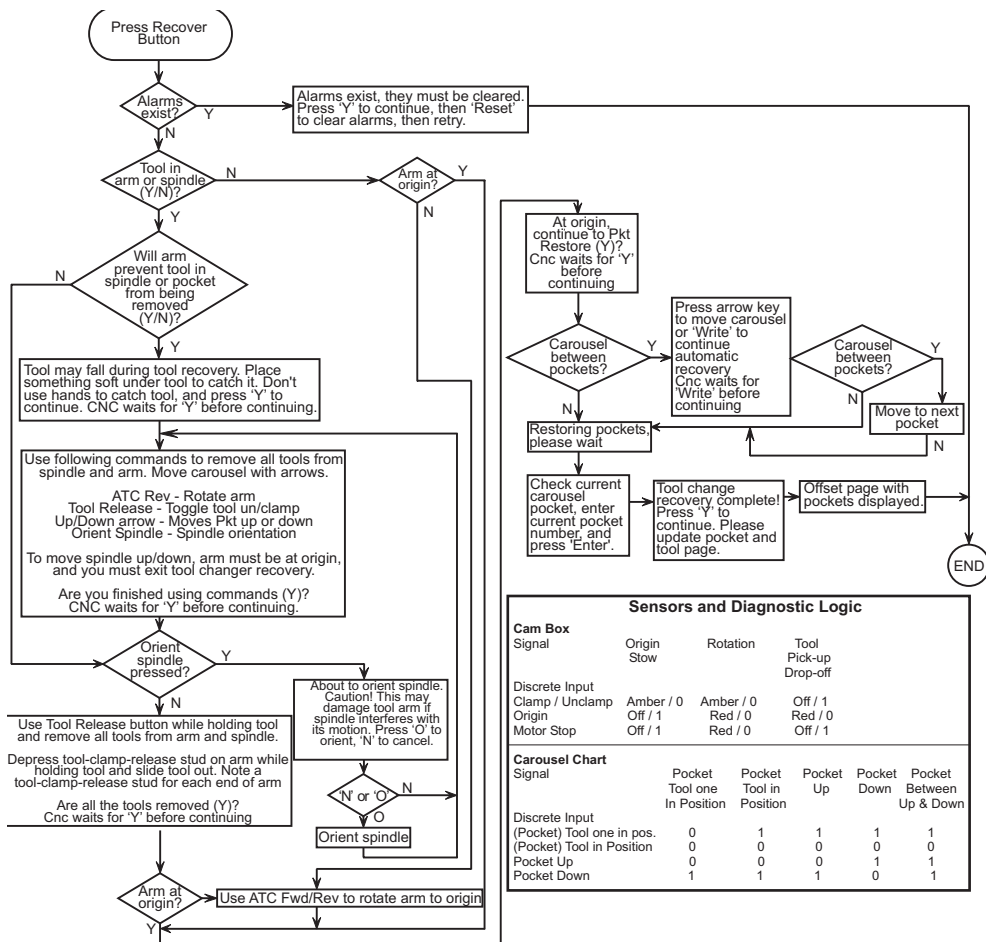 Press Recover
Button
Alarms
exist?
Y
N
Alarms exist, they must be cleared.
Press ‘Y’ to continue, then ‘Reset’
to clear alarms, then retry.
Tool in
arm or spindle
(Y/N)?
N
Y
Arm at
origin?
Y
N
Will arm
prevent tool in
spindle or pocket
from being
removed
(Y/N)?
N
Y
Tool may fall during tool recovery. Place
something soft under tool to catch it. Don't
use hands to catch tool, and press ‘Y’ to
continue. CNC waits for ‘Y’ before continuing.
Use following commands to remove all tools from
spindle and arm. Move carousel with arrows.
ATC Rev - Rotate arm
Tool Release - Toggle tool un/clamp
Up/Down arrow - Moves Pkt up or down
Orient Spindle - Spindle orientation
To move spindle up/down, arm must be at origin,
and you must exit tool changer recovery.
Are you finished using commands (Y)?
CNC waits for ‘Y’ before continuing.
Orient
spindle
pressed?
Y
N
About to orient spindle.
Caution! This may
damage tool arm if
spindle interferes with
its motion. Press ‘O’ to
orient, ‘N’ to cancel.
‘N’ or ‘O’
N
O
Orient spindle
Use Tool Release button while holding tool
and remove all tools from arm and spindle.
Depress tool-clamp-release stud on arm while
holding tool and slide tool out. Note a
tool-clamp-release stud for each end of arm
Are all the tools removed (Y)?
Cnc waits for ‘Y’ before continuing
Arm at
origin?
Y
Use ATC Fwd/Rev to rotate arm to origin
At origin,
continue to Pkt
Restore (Y)?
Cnc waits for ‘Y’
before
continuing
Carousel
between
pockets?
Y
N
Press arrow key
to move carousel
or ‘Write’ to
continue
automatic
recovery
Cnc waits for
'Write’ before
continuing
Carousel
between
pockets?
Y
N
Move to next
pocket
N
Restoring pockets,
please wait
Check current
carousel
pocket, enter
current pocket
number, and
press 'Enter'.
Tool change
recovery complete!
Press ‘Y’ to
continue. Please
update pocket and
tool page.
Offset page with
pockets displayed.
END
Sensors and Diagnostic Logic
Cam Box
Signal Origin Stow Rotation Tool Pick-up Drop-off
Discrete Input
Clamp / Unclamp Amber / 0 Amber / 0 Off / 1
Origin Off / 1 Red / 0 Red / 0
Motor Stop Off / 1 Red / 0 Off / 1
Carousel Chart
Signal Pocket Tool one In Position Pocket Tool in Position Pocket Up Pocket Down Pocket Between Up & Down
Discrete Input
(Pocket) Tool one in pos. 0 1 1 1 1
(Pocket) Tool in Position 0 0 0 0 0
Pocket Up 0 0 0 1 1
Pocket Down 1 1 1 0 1